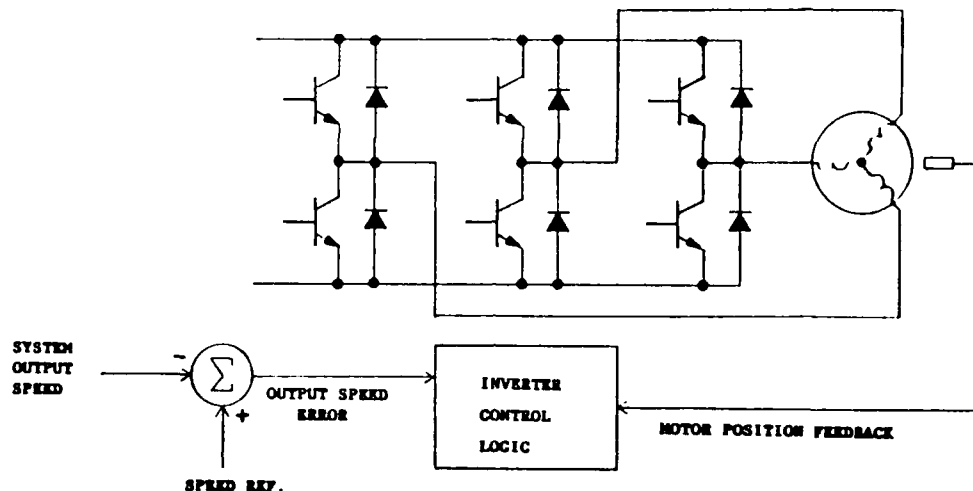 SYSTEM
OUTPUT
SPEED
-
Σ
+
OUTPUT SPEED
ERROR
SPEED REF.
INVERTER
CONTROL
LOGIC
MOTOR POSITION FEEDBACK